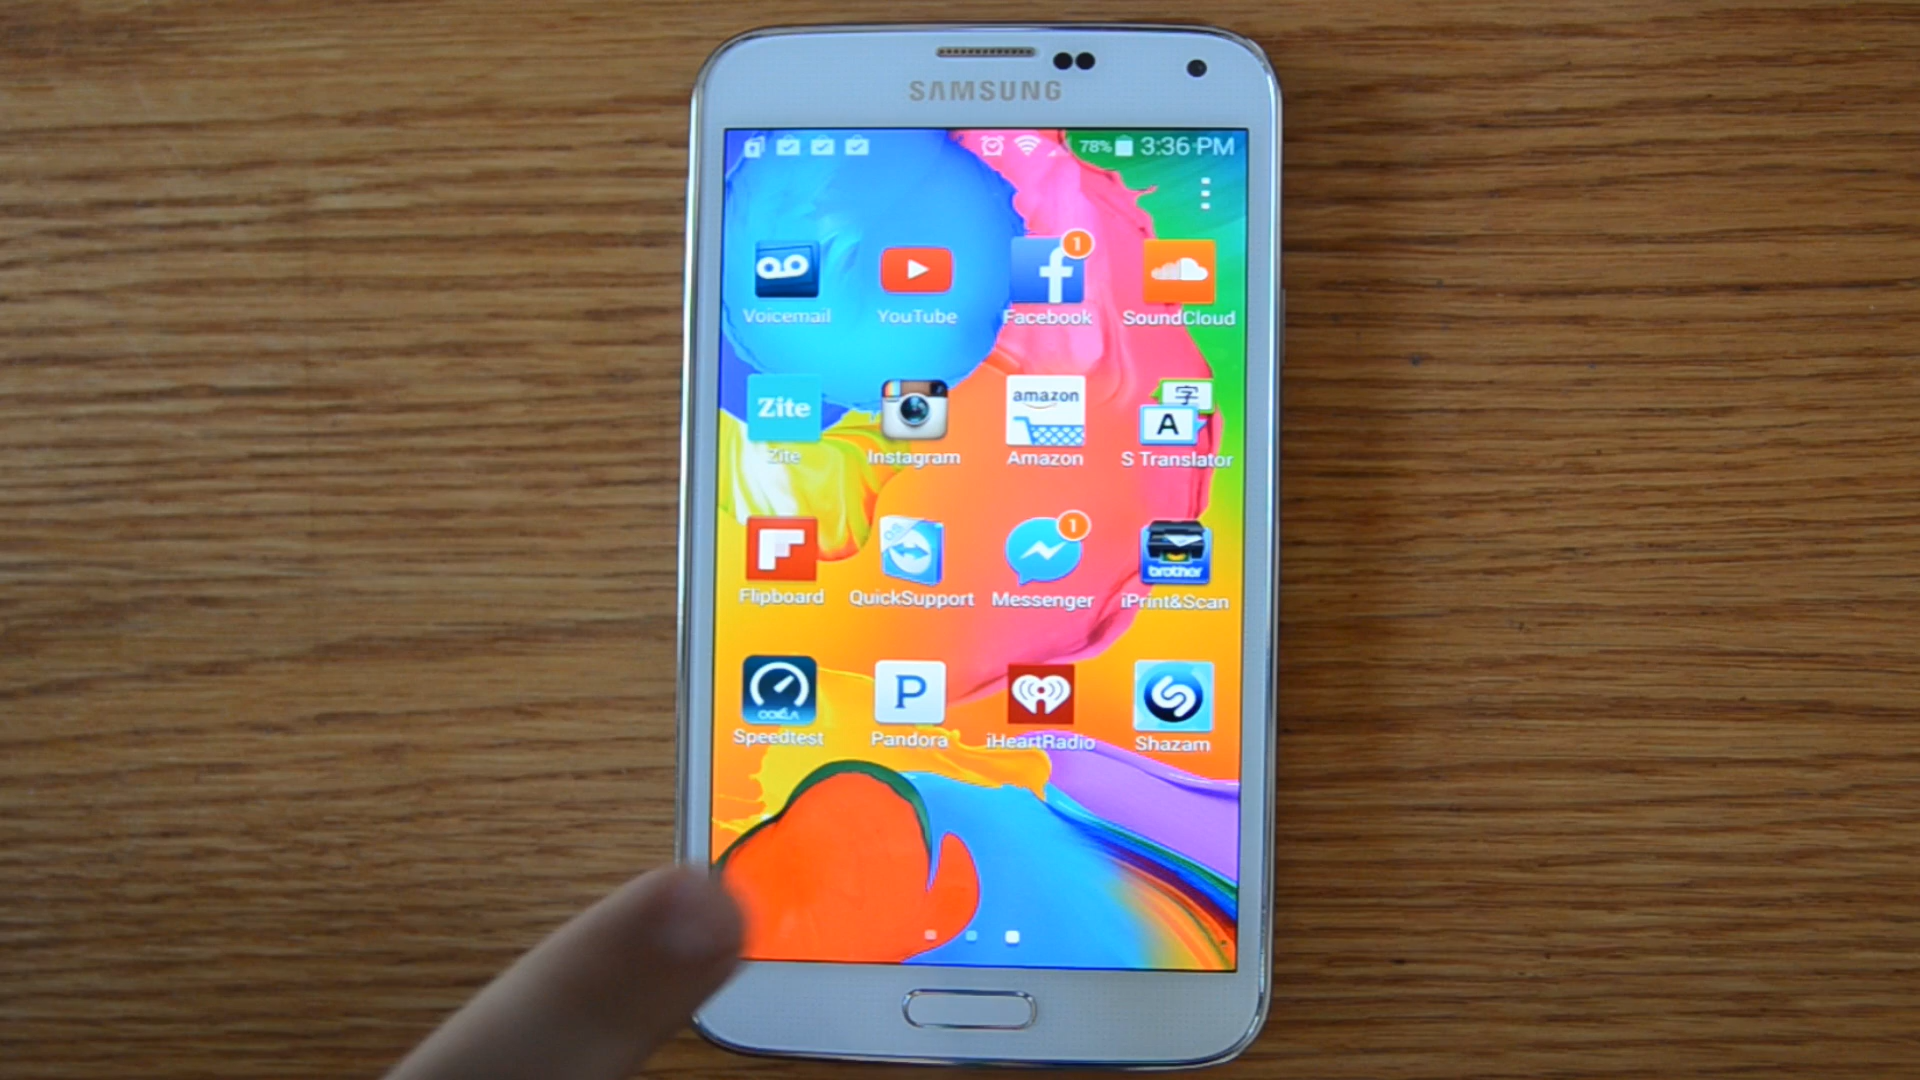 SAMSUNG
78% 3:36 PM
1
Voicemail YouTube Facebook SoundCloud
Zite amazon 字 A
Zite Instagram Amazon S Translator
1
brother
Flipboard QuickSupport Messenger iPrint&Scan
OOKLA P
Speedtest Pandora iHeartRadio Shazam